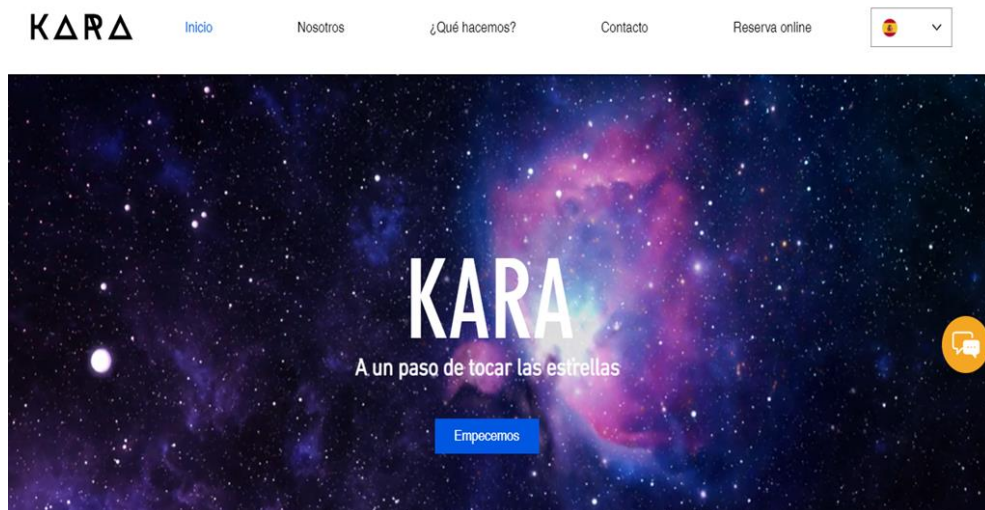 KARA
Inicio Nosotros ¿Qué hacemos? Contacto Reserva online
KARA
A un paso de tocar las estrellas
Empecemos